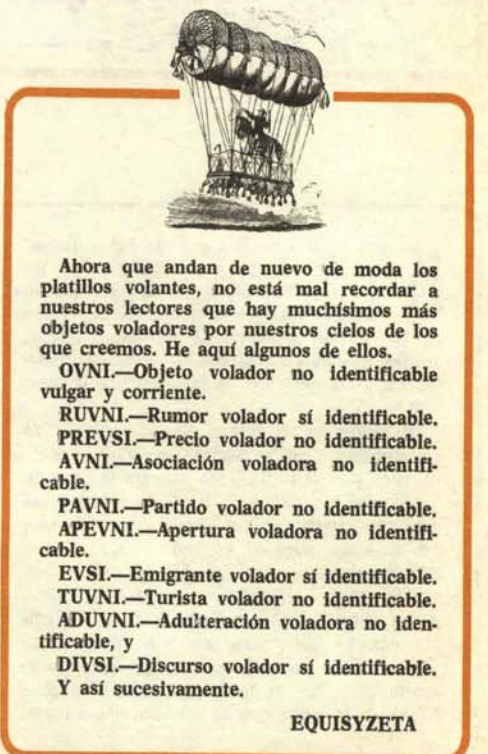 Ahora que andan de nuevo de moda los
platillos volantes, no está mal recordar a
nuestros lectores que hay muchísimos más
objetos voladores por nuestros cielos de los
que creemos. He aquí algunos de ellos.
OVNI.—Objeto volador no identificable
vulgar y corriente.
RUVNI.—Rumor volador sí identificable.
PREVSI.—Precio volador no identificable.
AVNI.—Asociación voladora no identifi-
cable.
PAVNI.—Partido volador no identificable.
APEVNI.—Apertura voladora no identifi-
cable.
EVSI.—Emigrante volador sí identificable.
TUVNI.—Turista volador no identificable.
ADUVNI.—Adulteración voladora no iden-
tificable, y
DIVSI.—Discurso volador sí identificable.
Y así sucesivamente.
EQUISYZETA